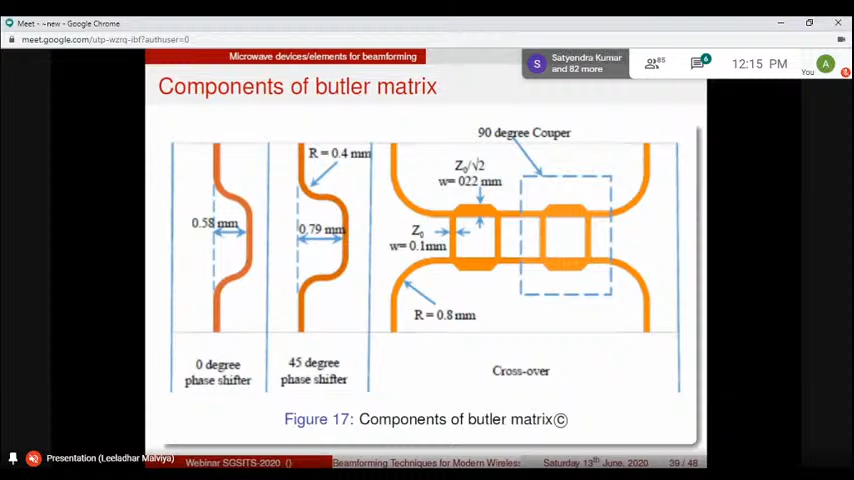 Meet - ~new - Google Chrome
meet.google.com/utp-wzrq-ibf?authuser=0
Microwave devices/elements for beamforming
S
Satyendra Kumar
and 82 more
85
6
12:15 PM
You
A
Components of butler matrix
90 degree Couper
R = 0.4 mm
Z₀/√2
w= 022 mm
0.58 mm
0.79 mm
Z₀
w= 0.1mm
R = 0.8 mm
0 degree
phase shifter
45 degree
phase shifter
Cross-over
Figure 17: Components of butler matrix©
Presentation (Leeladhar Malviya)
Webinar SGSITS-2020 ()
Beamforming Techniques for Modern Wireless
Saturday 13th June, 2020
39 / 48